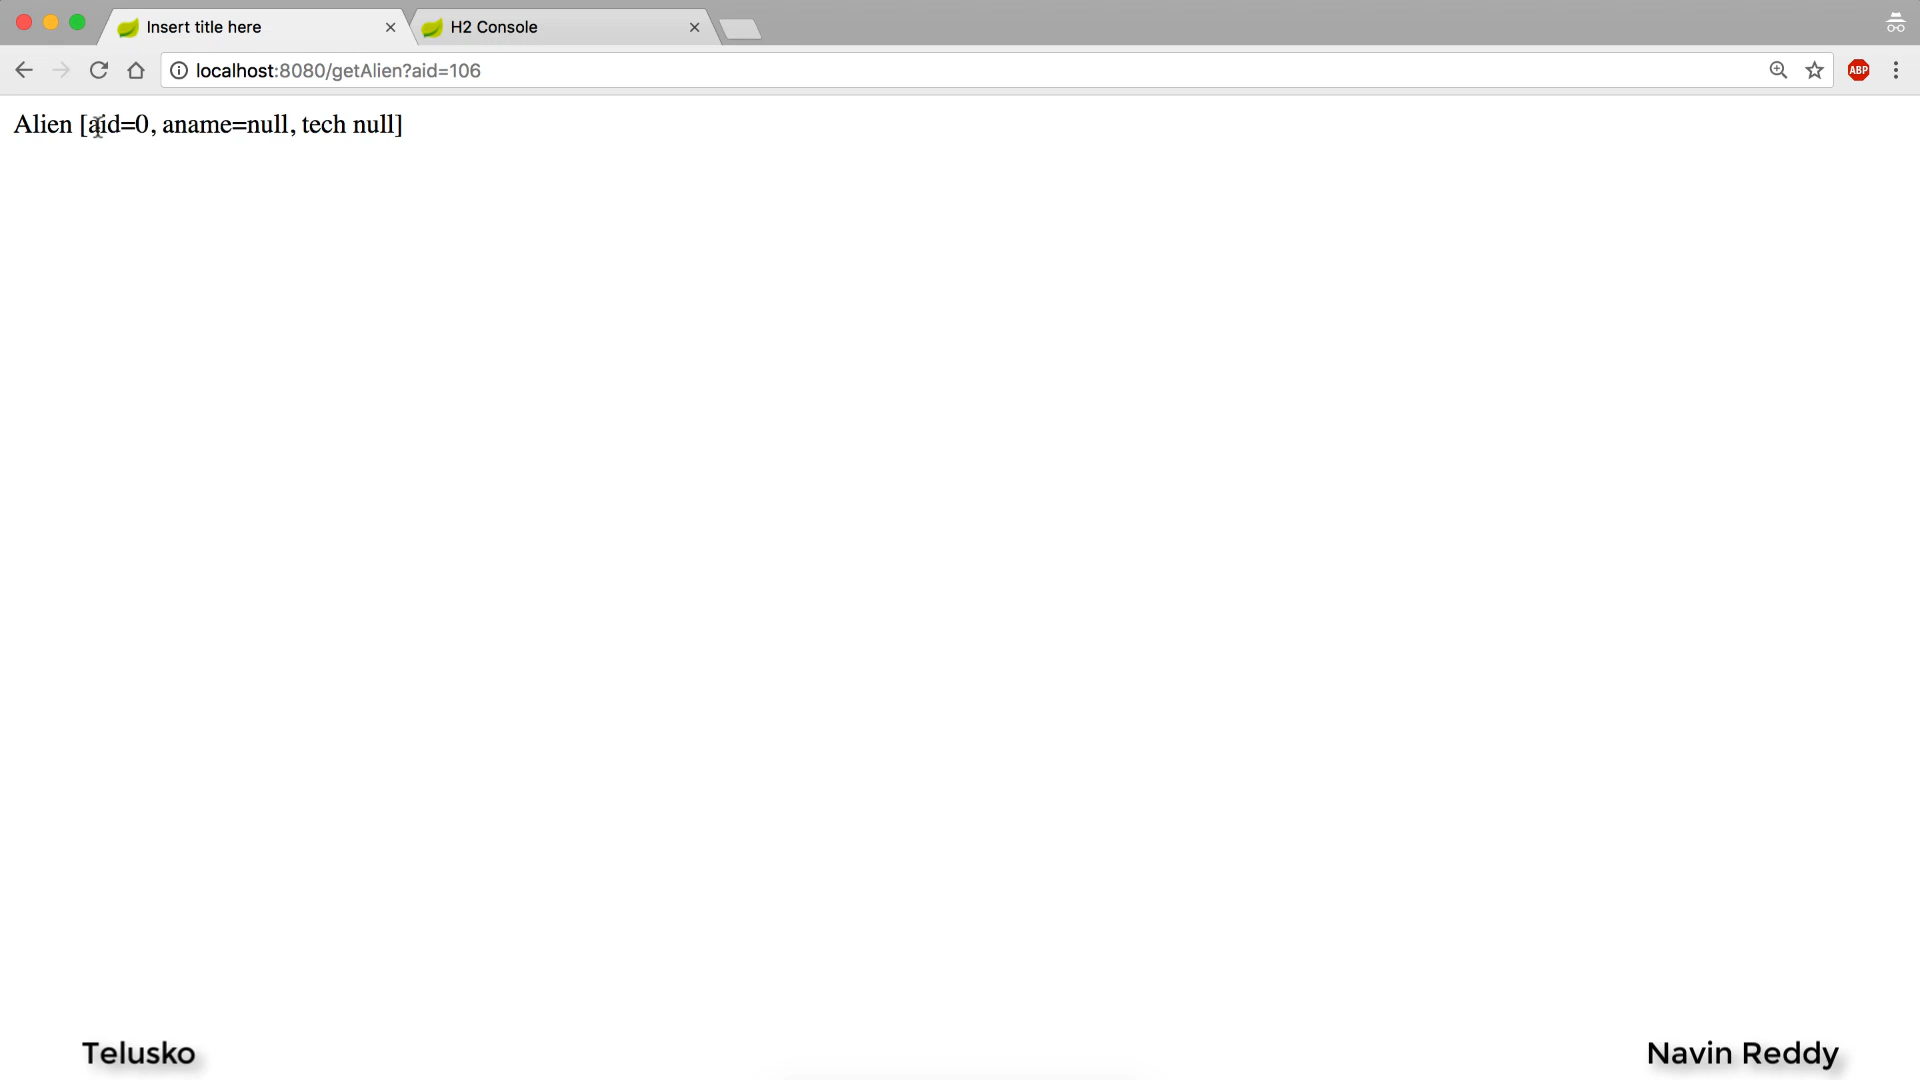 Insert title here
H2 Console
localhost:8080/getAlien?aid=106
ABP
Alien [aid=0, aname=null, tech null]
Telusko
Navin Reddy